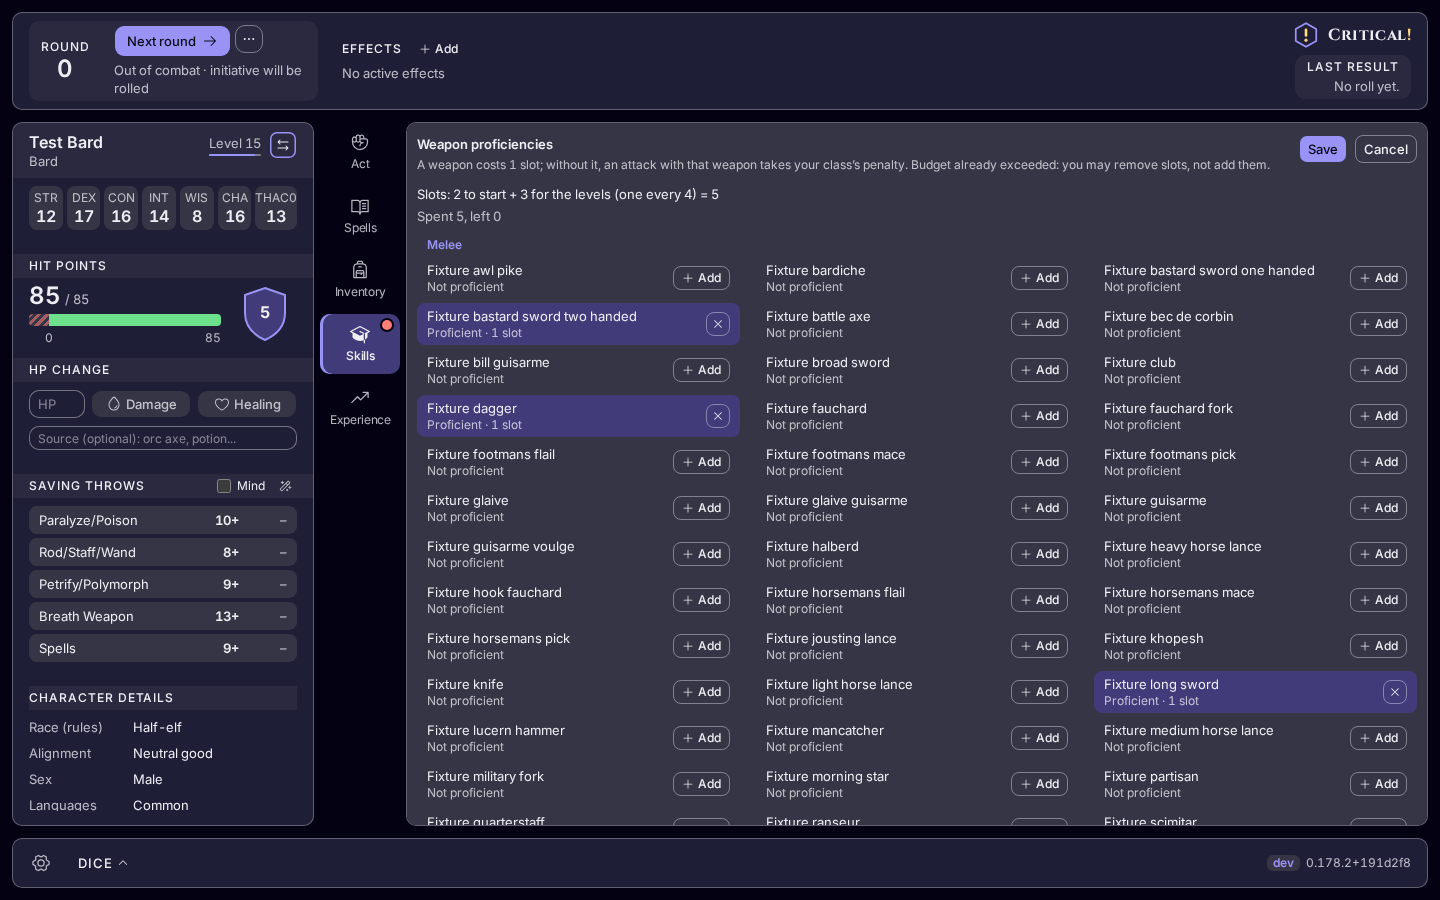 ROUND
0
Next round
Out of combat · initiative will be
rolled
EFFECTS
Add
No active effects
CRITICAL!
LAST RESULT
No roll yet.
Test Bard
Bard
Level 15
STR
12
DEX
17
CON
16
INT
14
WIS
8
CHA
16
THAC0
13
HIT POINTS
85 / 85
0
85
5
HP CHANGE
HP
Damage
Healing
Source (optional): orc axe, potion...
SAVING THROWS
Mind
Paralyze/Poison 10+ –
Rod/Staff/Wand 8+ –
Petrify/Polymorph 9+ –
Breath Weapon 13+ –
Spells 9+ –
CHARACTER DETAILS
Race (rules) Half-elf
Alignment Neutral good
Sex Male
Languages Common
Act
Spells
Inventory
Skills
Experience
Weapon proficiencies
A weapon costs 1 slot; without it, an attack with that weapon takes your class's penalty. Budget already exceeded: you may remove slots, not add them.
Save
Cancel
Slots: 2 to start + 3 for the levels (one every 4) = 5
Spent 5, left 0
Melee
Fixture awl pike
Not proficient
Add
Fixture bardiche
Not proficient
Add
Fixture bastard sword one handed
Not proficient
Add
Fixture bastard sword two handed
Proficient · 1 slot
Fixture battle axe
Not proficient
Add
Fixture bec de corbin
Not proficient
Add
Fixture bill guisarme
Not proficient
Add
Fixture broad sword
Not proficient
Add
Fixture club
Not proficient
Add
Fixture dagger
Proficient · 1 slot
Fixture fauchard
Not proficient
Add
Fixture fauchard fork
Not proficient
Add
Fixture footmans flail
Not proficient
Add
Fixture footmans mace
Not proficient
Add
Fixture footmans pick
Not proficient
Add
Fixture glaive
Not proficient
Add
Fixture glaive guisarme
Not proficient
Add
Fixture guisarme
Not proficient
Add
Fixture guisarme voulge
Not proficient
Add
Fixture halberd
Not proficient
Add
Fixture heavy horse lance
Not proficient
Add
Fixture hook fauchard
Not proficient
Add
Fixture horsemans flail
Not proficient
Add
Fixture horsemans mace
Not proficient
Add
Fixture horsemans pick
Not proficient
Add
Fixture jousting lance
Not proficient
Add
Fixture khopesh
Not proficient
Add
Fixture knife
Not proficient
Add
Fixture light horse lance
Not proficient
Add
Fixture long sword
Proficient · 1 slot
Fixture lucern hammer
Not proficient
Add
Fixture mancatcher
Not proficient
Add
Fixture medium horse lance
Not proficient
Add
Fixture military fork
Not proficient
Add
Fixture morning star
Not proficient
Add
Fixture partisan
Not proficient
Add
Fixture quarterstaff
Fixture ranseur
Fixture scimitar
DICE
dev 0.178.2+191d2f8